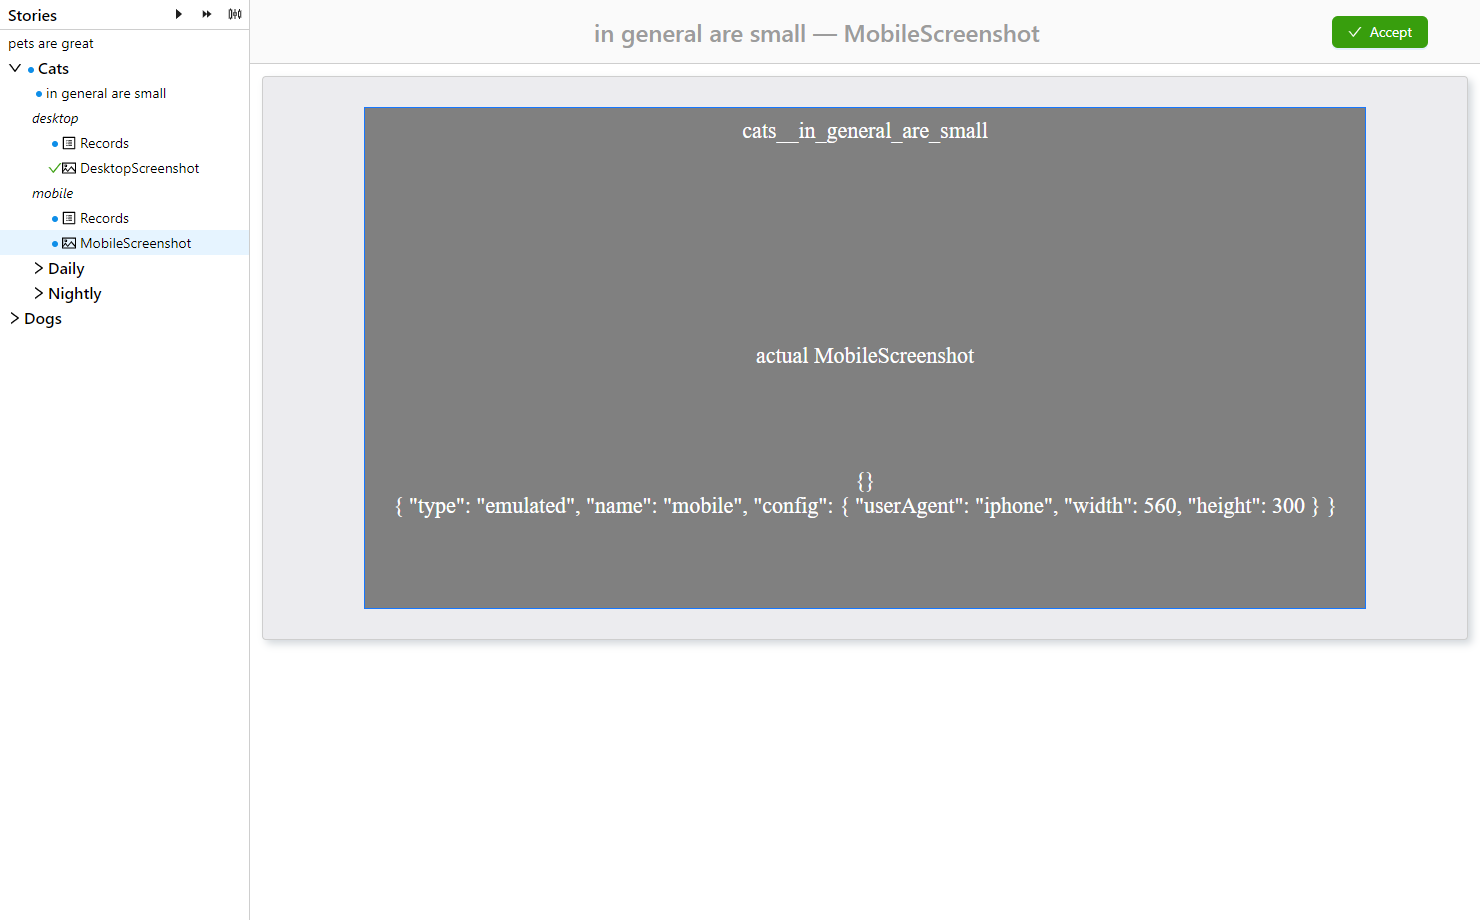 Stories
pets are great
Cats
in general are small
desktop
Records
DesktopScreenshot
mobile
Records
MobileScreenshot
Daily
Nightly
Dogs
in general are small — MobileScreenshot
Accept
cats__in_general_are_small
actual MobileScreenshot
{}
{ "type": "emulated", "name": "mobile", "config": { "userAgent": "iphone", "width": 560, "height": 300 } }